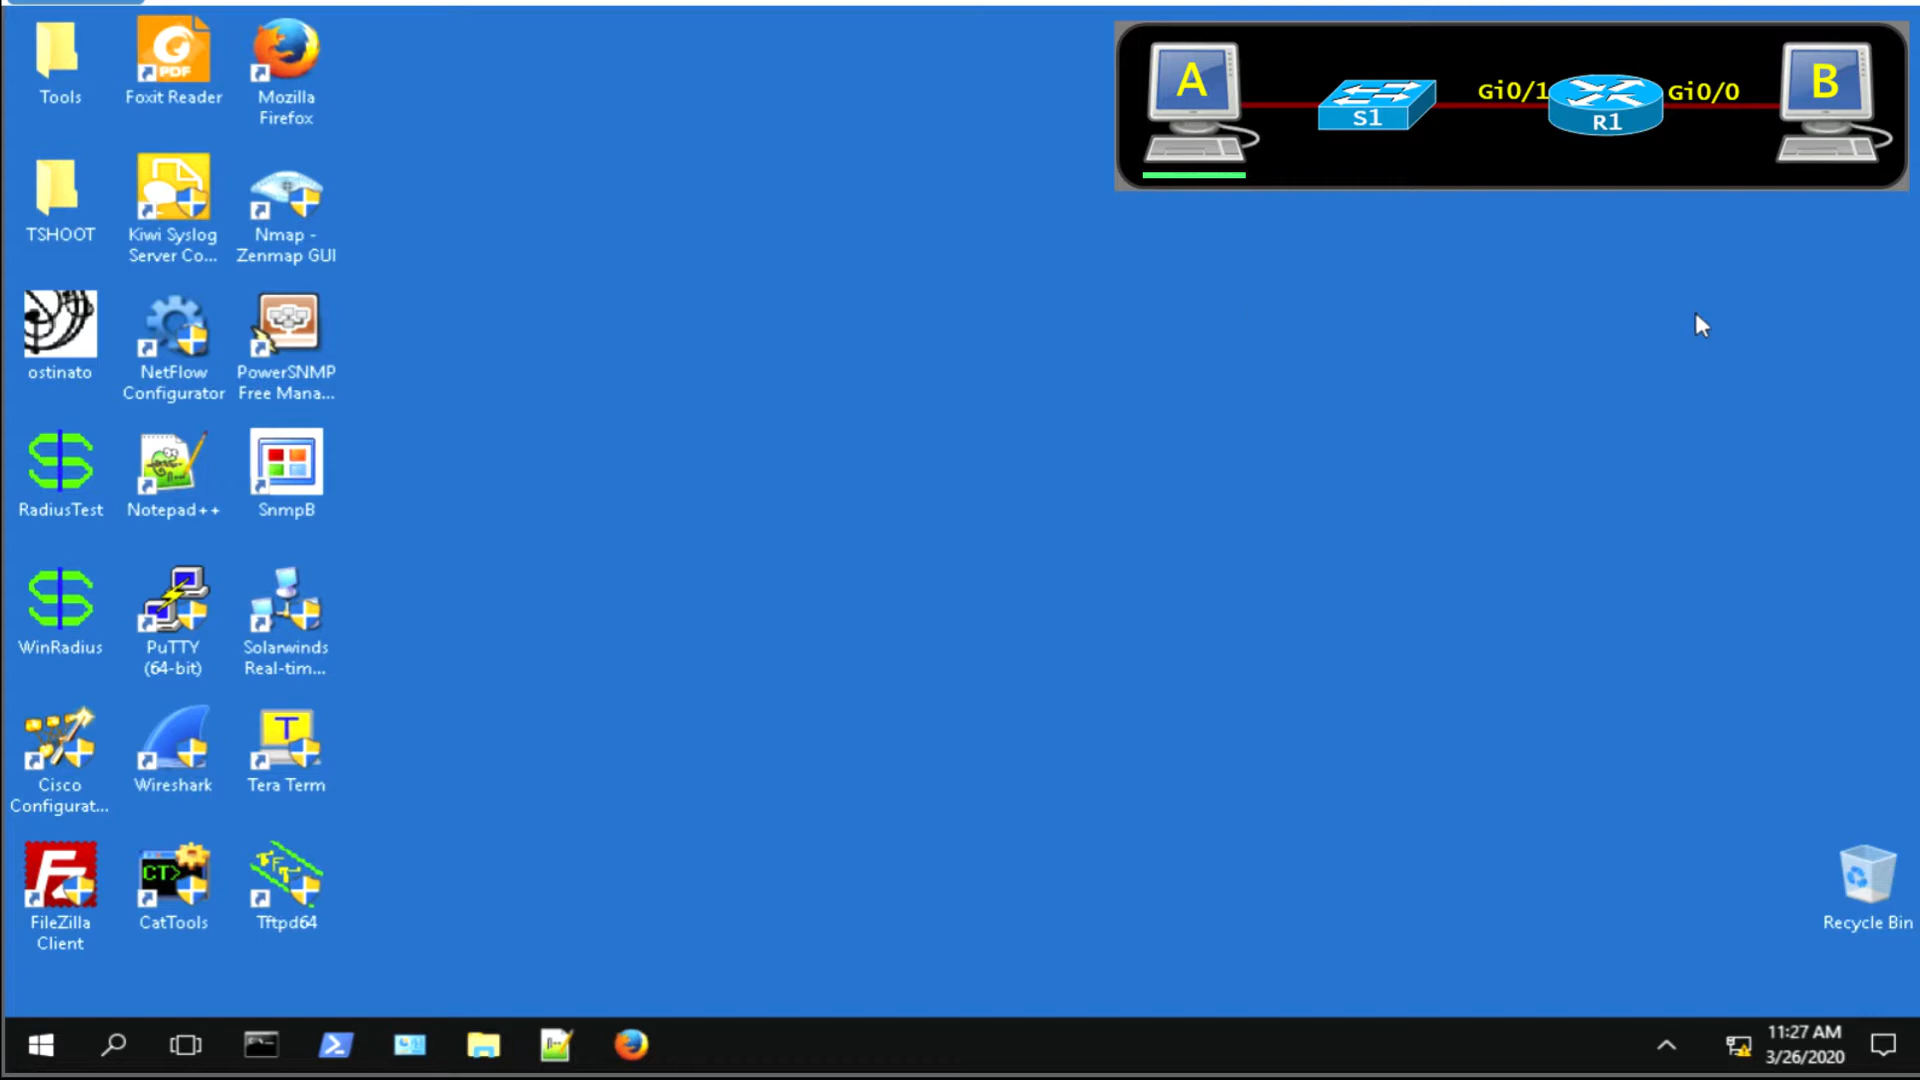 A
S1
Gi0/1
R1
Gi0/0
B
Tools
Foxit Reader
PDF
Mozilla
Firefox
TSHOOT
Kiwi Syslog
Server Co...
Nmap -
Zenmap GUI
ostinato
NetFlow
Configurator
PowerSNMP
Free Mana...
RadiusTest
Notepad++
SnmpB
WinRadius
PuTTY
(64-bit)
Solarwinds
Real-tim...
Cisco
Configurat...
Wireshark
T
Tera Term
FileZilla
Client
CT>
CatTools
Tftpd64
Recycle Bin
11:27 AM
3/26/2020